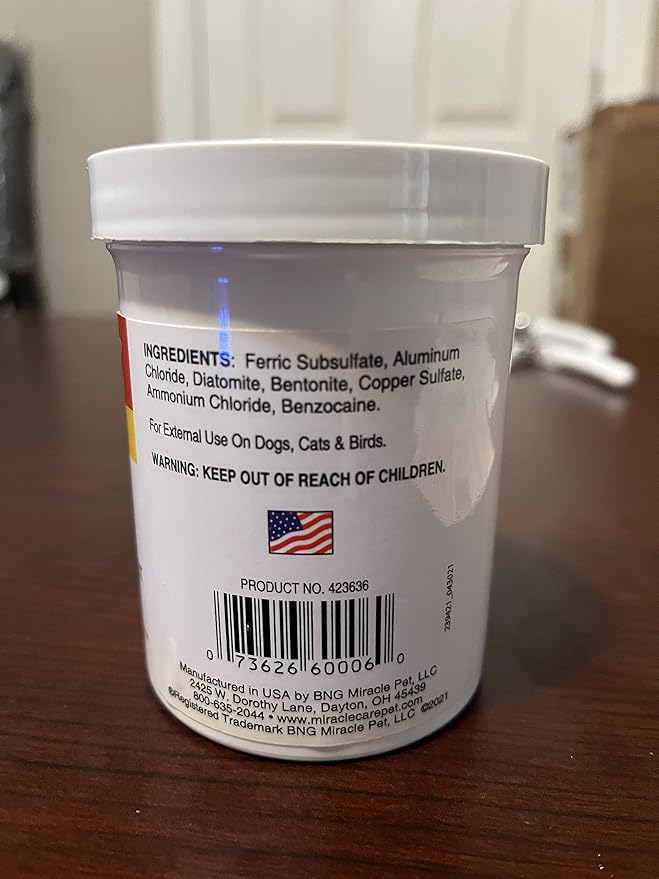 INGREDIENTS: Ferric Subsulfate, Aluminum
Chloride, Diatomite, Bentonite, Copper Sulfate,
Ammonium Chloride, Benzocaine.
For External Use On Dogs, Cats & Birds.
WARNING: KEEP OUT OF REACH OF CHILDREN.
PRODUCT NO. 423636
0 73626 60006 0
239421_043021
Manufactured in USA by BNG Miracle Pet, LLC
2425 W. Dorothy Lane, Dayton, OH 45439
800-635-2044 • www.miraclecarepet.com ©2021
®Registered Trademark BNG Miracle Pet, LLC